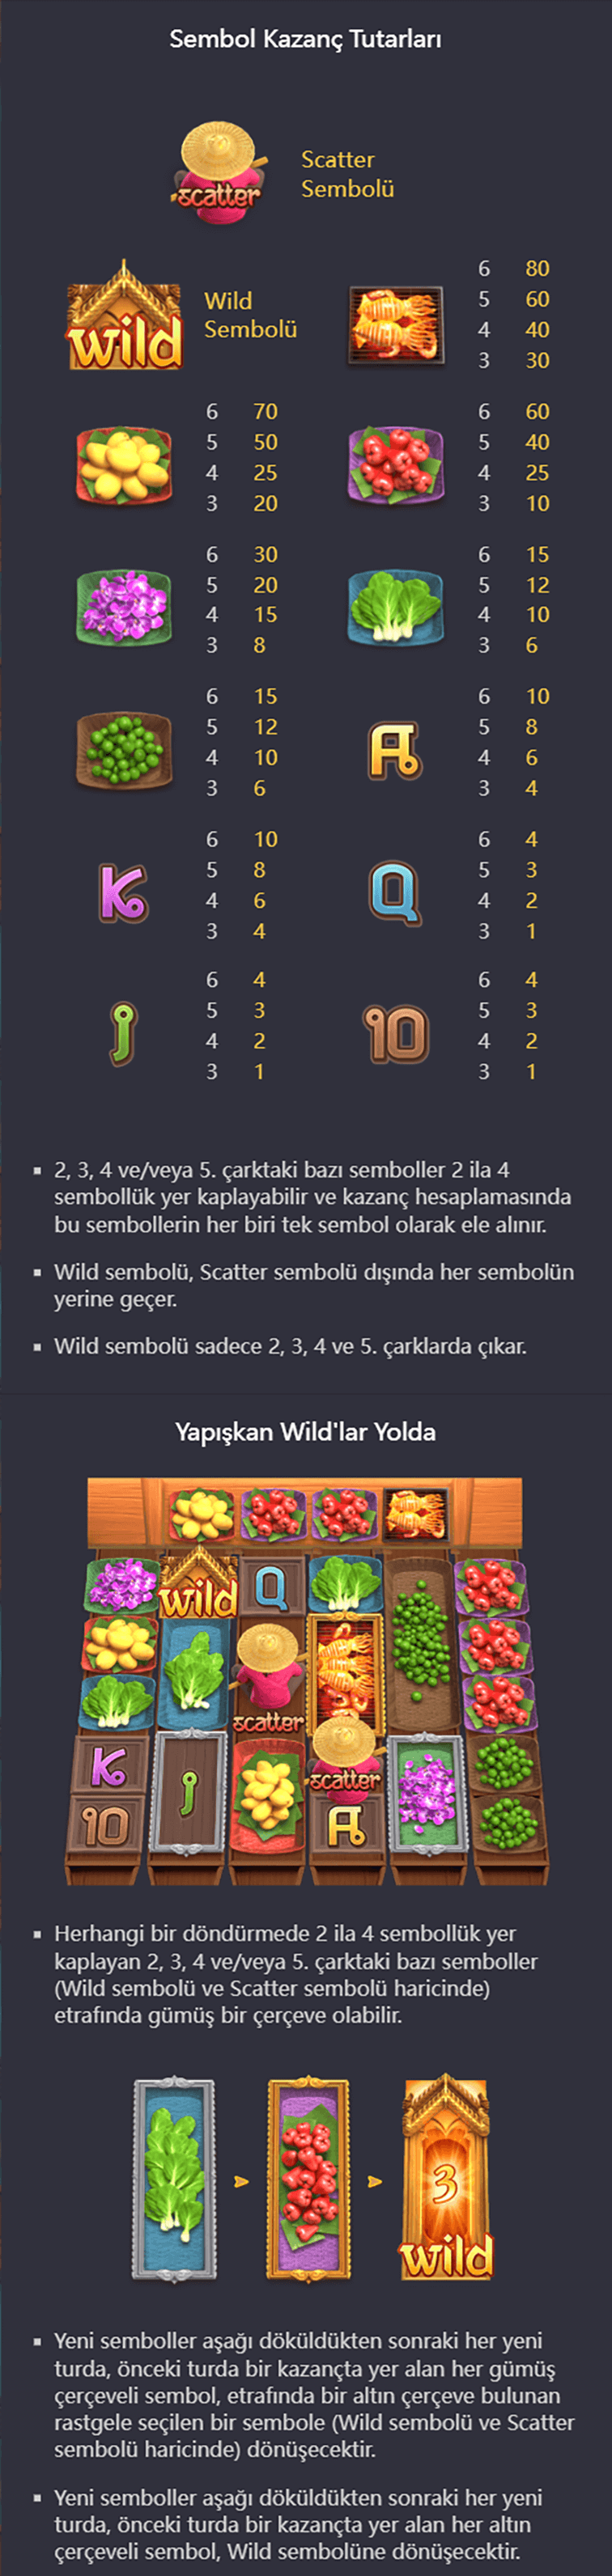 Sembol Kazanç Tutarları
Scatter
Sembolü
scatter
wild
Wild
Sembolü
6 80
5 60
4 40
3 30
6 70
5 50
4 25
3 20
6 60
5 40
4 25
3 10
6 30
5 20
4 15
3 8
6 15
5 12
4 10
3 6
6 15
5 12
4 10
3 6
A
6 10
5 8
4 6
3 4
K
6 10
5 8
4 6
3 4
Q
6 4
5 3
4 2
3 1
J
6 4
5 3
4 2
3 1
10
6 4
5 3
4 2
3 1
▪ 2, 3, 4 ve/veya 5. çarktaki bazı semboller 2 ila 4
sembollük yer kaplayabilir ve kazanç hesaplamasında
bu sembollerin her biri tek sembol olarak ele alınır.
▪ Wild sembolü, Scatter sembolü dışında her sembolün
yerine geçer.
▪ Wild sembolü sadece 2, 3, 4 ve 5. çarklarda çıkar.
Yapışkan Wild'lar Yolda
wild
Q
scatter
K
scatter
J
10
A
▪ Herhangi bir döndürmede 2 ila 4 sembollük yer
kaplayan 2, 3, 4 ve/veya 5. çarktaki bazı semboller
(Wild sembolü ve Scatter sembolü haricinde)
etrafında gümüş bir çerçeve olabilir.
3
wild
▪ Yeni semboller aşağı döküldükten sonraki her yeni
turda, önceki turda bir kazançta yer alan her gümüş
çerçeveli sembol, etrafında bir altın çerçeve bulunan
rastgele seçilen bir sembole (Wild sembolü ve Scatter
sembolü haricinde) dönüşecektir.
▪ Yeni semboller aşağı döküldükten sonraki her yeni
turda, önceki turda bir kazançta yer alan her altın
çerçeveli sembol, Wild sembolüne dönüşecektir.